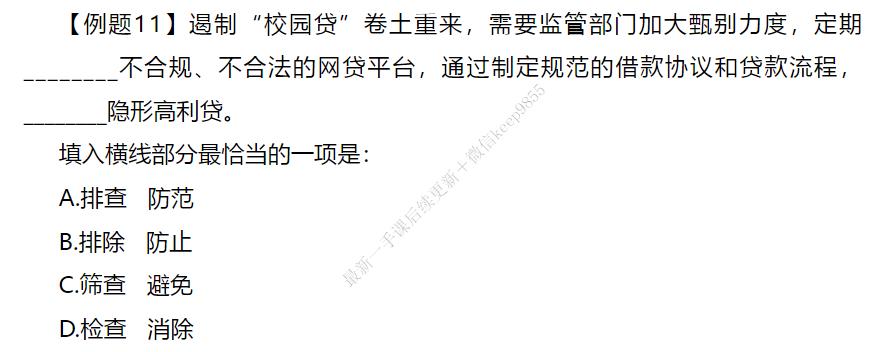 【例题11】遏制“校园贷”卷土重来，需要监管部门加大甄别力度，定期
________不合规、不合法的网贷平台，通过制定规范的借款协议和贷款流程，
________隐形高利贷。
填入横线部分最恰当的一项是：
A.排查 防范
B.排除 防止
C.筛查 避免
D.检查 消除
最新一手课后续更新＋微信keep9855